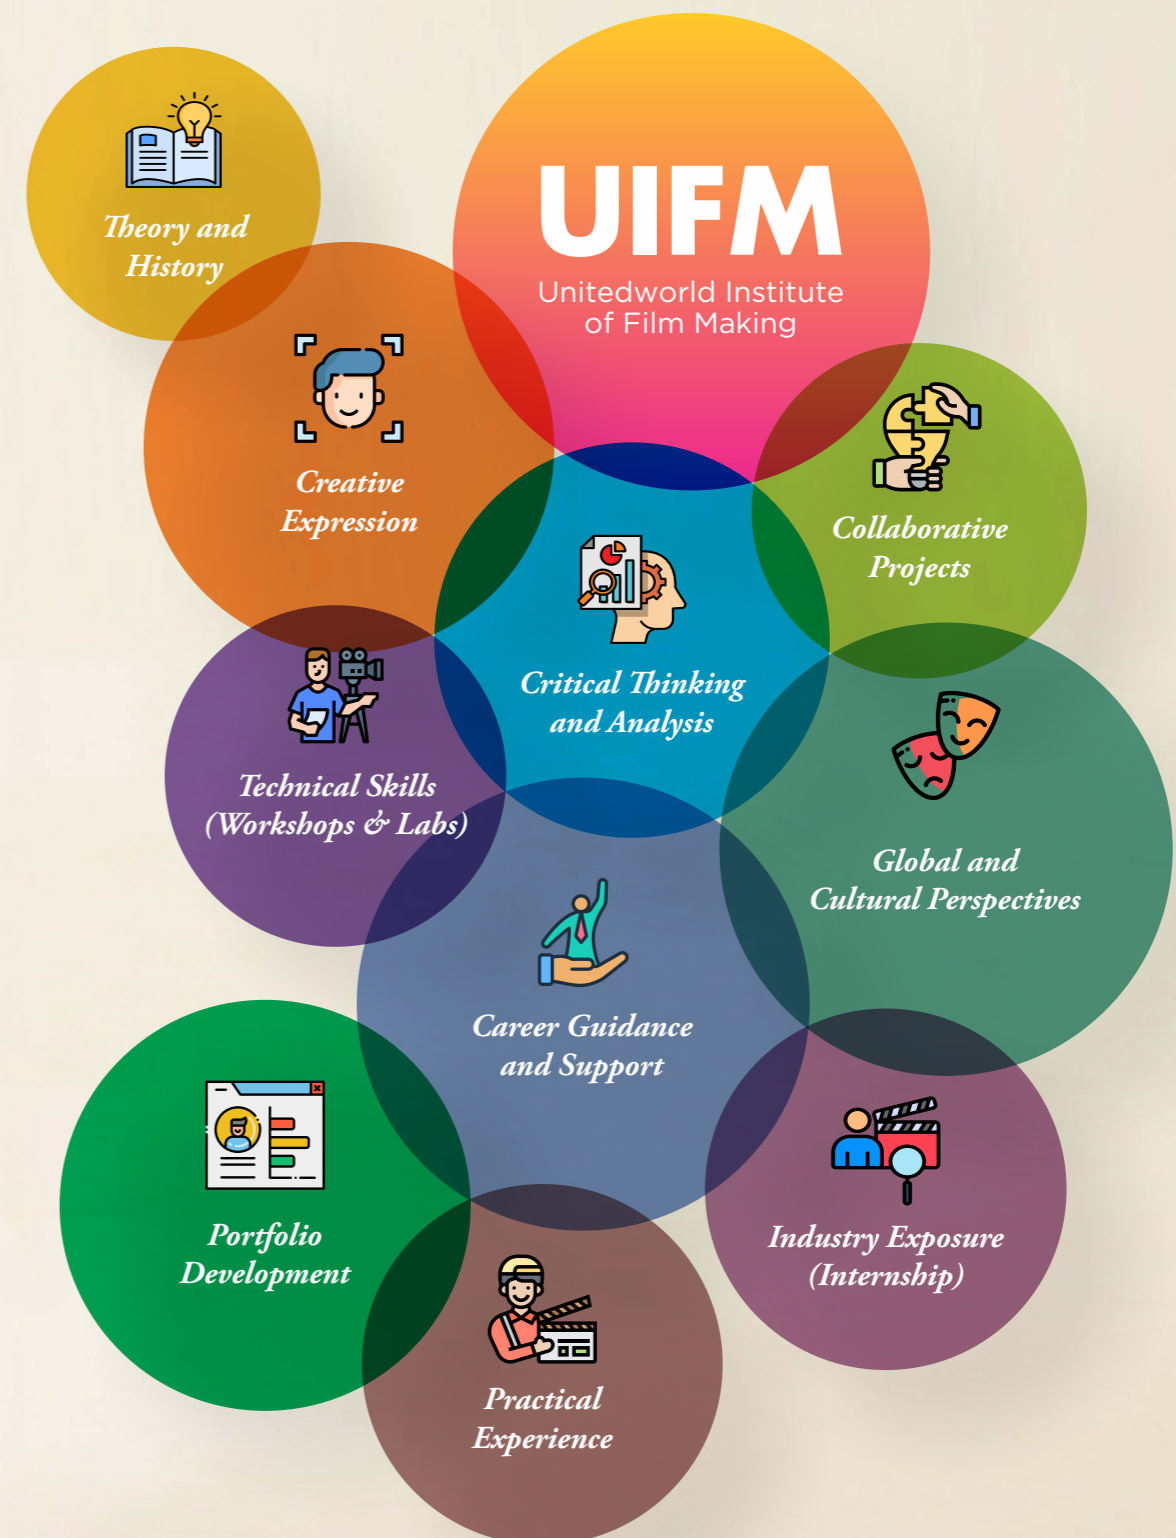 Theory and
History
UIFM
Unitedworld Institute
of Film Making
Creative
Expression
Collaborative
Projects
Critical Thinking
and Analysis
Technical Skills
(Workshops & Labs)
Global and
Cultural Perspectives
Career Guidance
and Support
Portfolio
Development
Industry Exposure
(Internship)
Practical
Experience